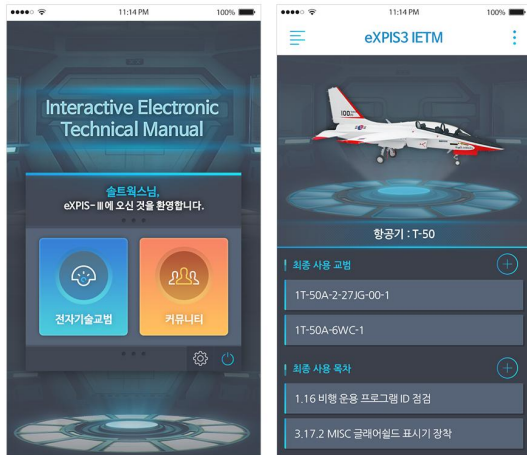 11:14 PM
100%
Interactive Electronic
Technical Manual
솔트웍스님,
eXPIS-Ⅲ에 오신 것을 환영합니다.
전자기술교범
커뮤니티
11:14 PM
100%
eXPIS3 IETM
항공기 : T-50
최종 사용 교범
1T-50A-2-27JG-00-1
1T-50A-6WC-1
최종 사용 목차
1.16 비행 운용 프로그램 ID 점검
3.17.2 MISC 글래어쉴드 표시기 장착